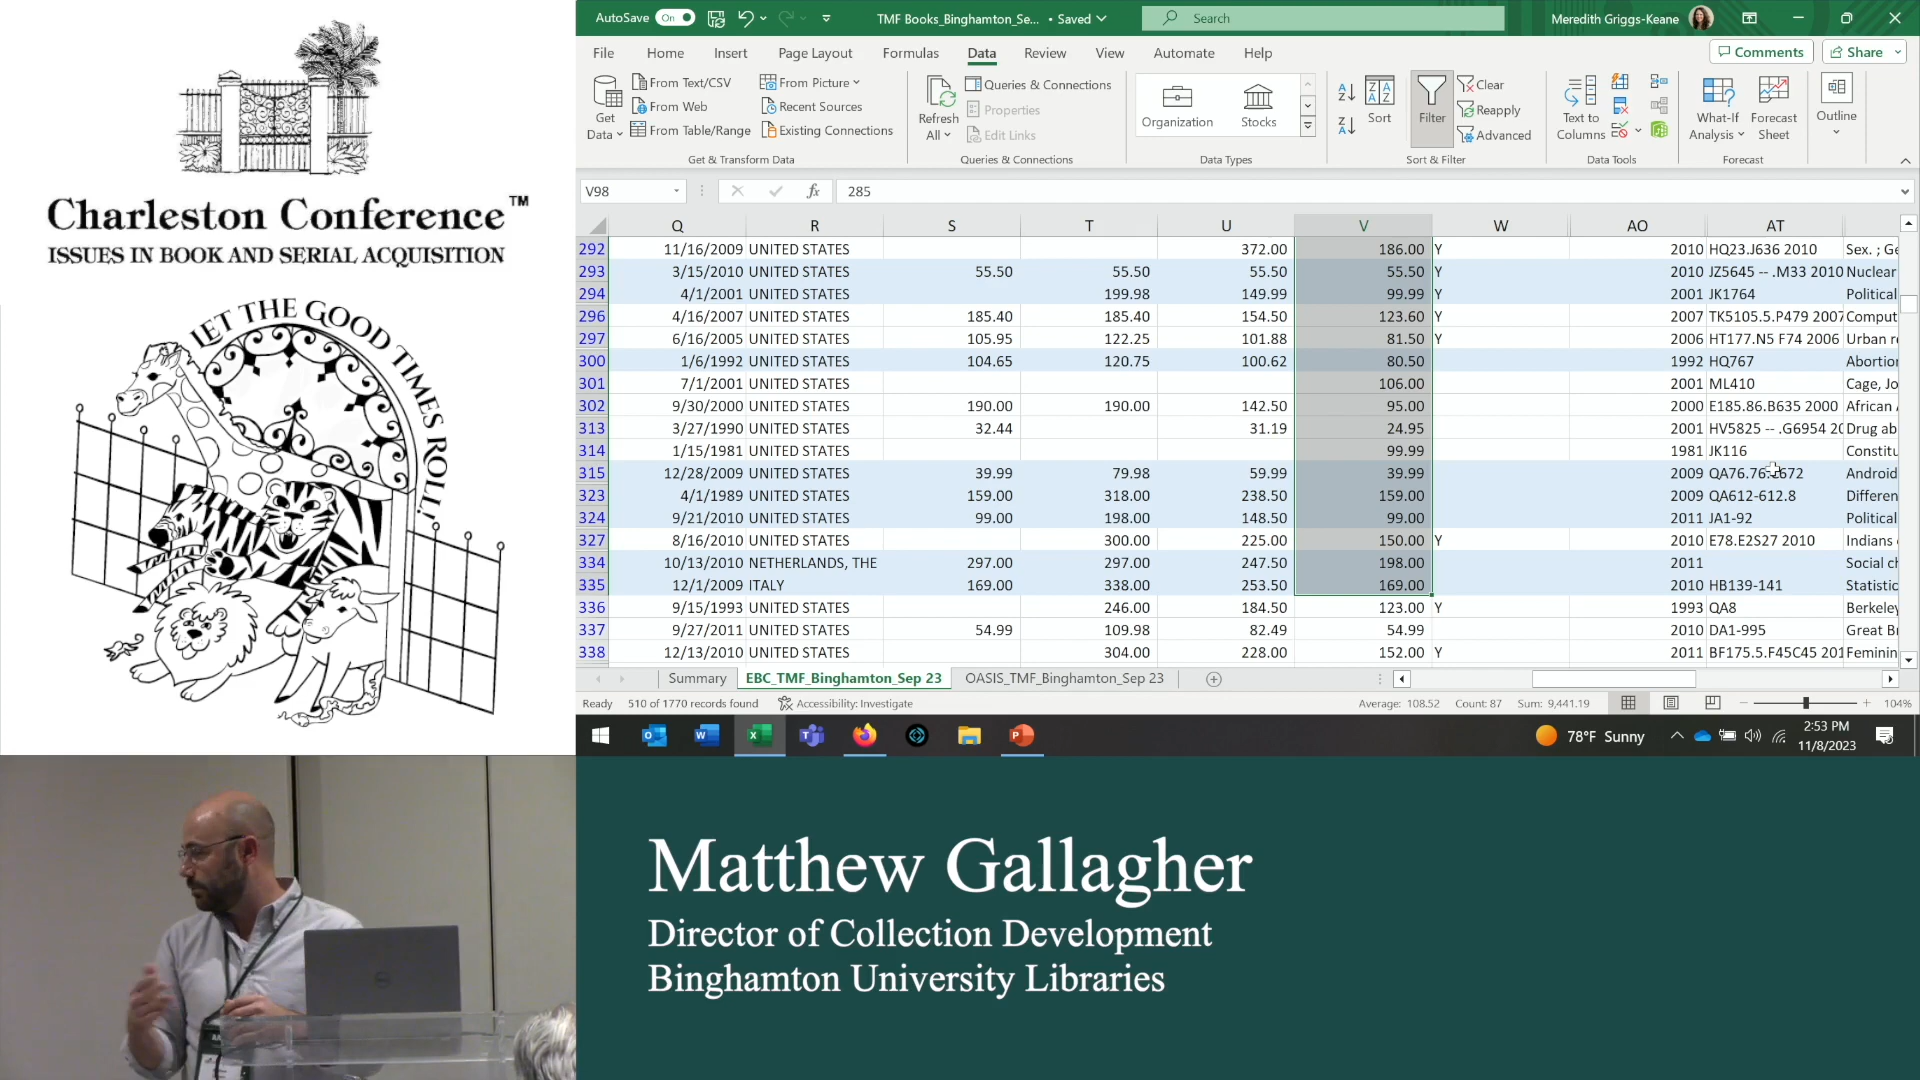 Charleston Conference™
ISSUES IN BOOK AND SERIAL ACQUISITION
LET THE GOOD TIMES ROLL!
AutoSave On TMF Books_Binghamton_Se... • Saved Search Meredith Griggs-Keane
File Home Insert Page Layout Formulas Data Review View Automate Help Comments Share
Get Data From Text/CSV From Web From Table/Range From Picture Recent Sources Existing Connections
Get & Transform Data
Refresh All Queries & Connections Properties Edit Links
Queries & Connections
Organization Stocks
Data Types
Sort Filter Clear Reapply Advanced
Sort & Filter
Text to Columns
Data Tools
What-If Analysis Forecast Sheet
Forecast
Outline
V98 fx 285
Q R S T U V W AO AT
292 11/16/2009 UNITED STATES 372.00 186.00 Y 2010 HQ23.J636 2010 Sex. ; Ge
293 3/15/2010 UNITED STATES 55.50 55.50 55.50 55.50 Y 2010 JZ5645 -- .M33 2010 Nuclear
294 4/1/2001 UNITED STATES 199.98 149.99 99.99 Y 2001 JK1764 Political
296 4/16/2007 UNITED STATES 185.40 185.40 154.50 123.60 Y 2007 TK5105.5.P479 2007 Comput
297 6/16/2005 UNITED STATES 105.95 122.25 101.88 81.50 Y 2006 HT177.N5 F74 2006 Urban r
300 1/6/1992 UNITED STATES 104.65 120.75 100.62 80.50 1992 HQ767 Abortion
301 7/1/2001 UNITED STATES 106.00 2001 ML410 Cage, Jo
302 9/30/2000 UNITED STATES 190.00 190.00 142.50 95.00 2000 E185.86.B635 2000 African
313 3/27/1990 UNITED STATES 32.44 31.19 24.95 2001 HV5825 -- .G6954 20 Drug ab
314 1/15/1981 UNITED STATES 99.99 1981 JK116 Constitu
315 12/28/2009 UNITED STATES 39.99 79.98 59.99 39.99 2009 Android
323 4/1/1989 UNITED STATES 159.00 318.00 238.50 159.00 2009 QA612-612.8 Differen
324 9/21/2010 UNITED STATES 99.00 198.00 148.50 99.00 2011 JA1-92 Political
327 8/16/2010 UNITED STATES 300.00 225.00 150.00 Y 2010 E78.E2S27 2010 Indians
334 10/13/2010 NETHERLANDS, THE 297.00 297.00 247.50 198.00 2011 Social ch
335 12/1/2009 ITALY 169.00 338.00 253.50 169.00 2010 HB139-141 Statistic
336 9/15/1993 UNITED STATES 246.00 184.50 123.00 Y 1993 QA8 Berkeley
337 9/27/2011 UNITED STATES 54.99 109.98 82.49 54.99 2010 DA1-995 Great Br
338 12/13/2010 UNITED STATES 304.00 228.00 152.00 Y 2011 BF175.5.F45C45 201 Feminin
Summary EBC_TMF_Binghamton_Sep 23 OASIS_TMF_Binghamton_Sep 23
Ready 510 of 1770 records found Accessibility: Investigate Average: 108.52 Count: 87 Sum: 9,441.19 104%
78°F Sunny 2:53 PM
11/8/2023
Matthew Gallagher
Director of Collection Development
Binghamton University Libraries